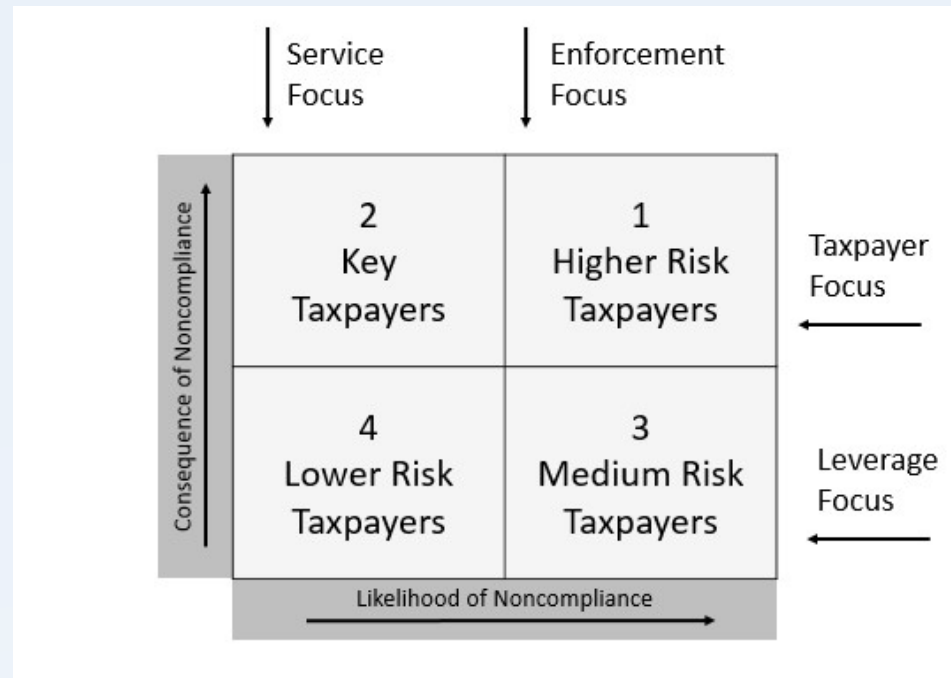 Service
Focus
Enforcement
Focus
Consequence of Noncompliance
2
Key
Taxpayers
1
Higher Risk
Taxpayers
Taxpayer
Focus
4
Lower Risk
Taxpayers
3
Medium Risk
Taxpayers
Leverage
Focus
Likelihood of Noncompliance